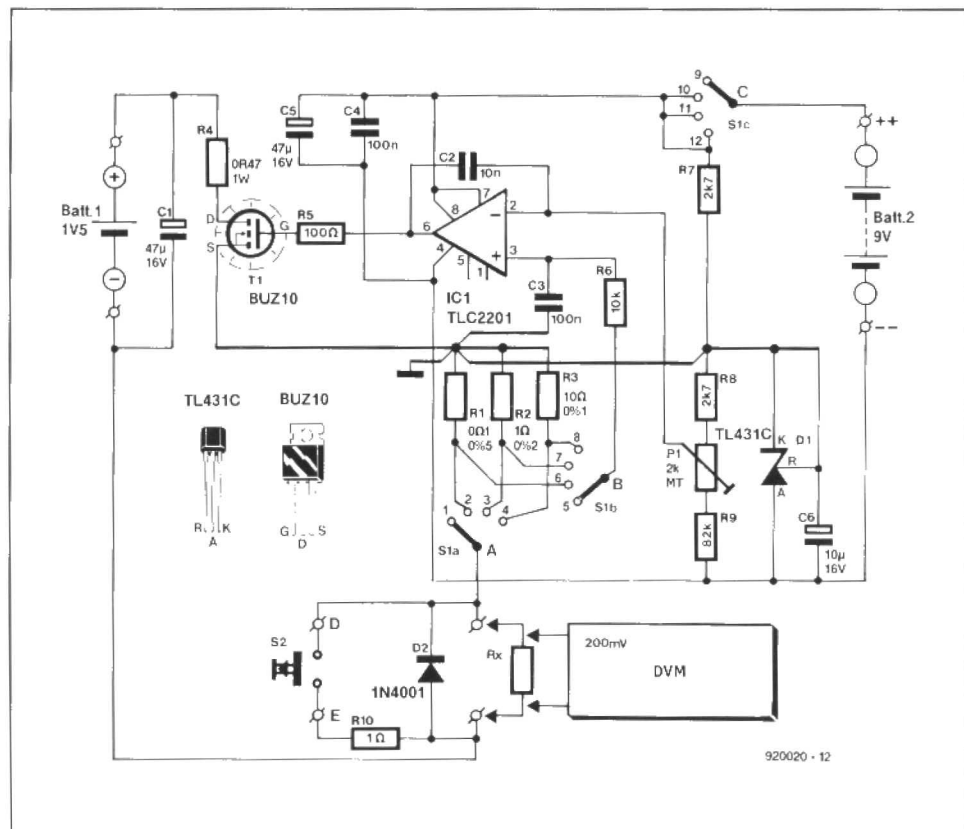 Batt.1
1V5
C1
47µ
16V
R4
0R47
1W
D
S
G
T1
BUZ10
R5
100Ω
C5
47µ
16V
C4
100n
C2
10n
8
7
6
4
5
1
2
3
−
+
IC1
TLC2201
C3
100n
R6
10k
9
10
11
12
C
S1c
R7
2k7
++
Batt.2
9V
--
TL431C
R
A
K
BUZ10
G
D
S
R1
0Ω1
0%5
R2
1Ω
0%2
R3
10Ω
0%1
8
7
6
5
B
S1b
1
2
3
4
S1a
A
R8
2k7
P1
2k
MT
R9
82k
TL431C
K
D1
R
A
C6
10µ
16V
D
S2
E
D2
1N4001
R10
1Ω
Rx
200mV
DVM
920020 - 12